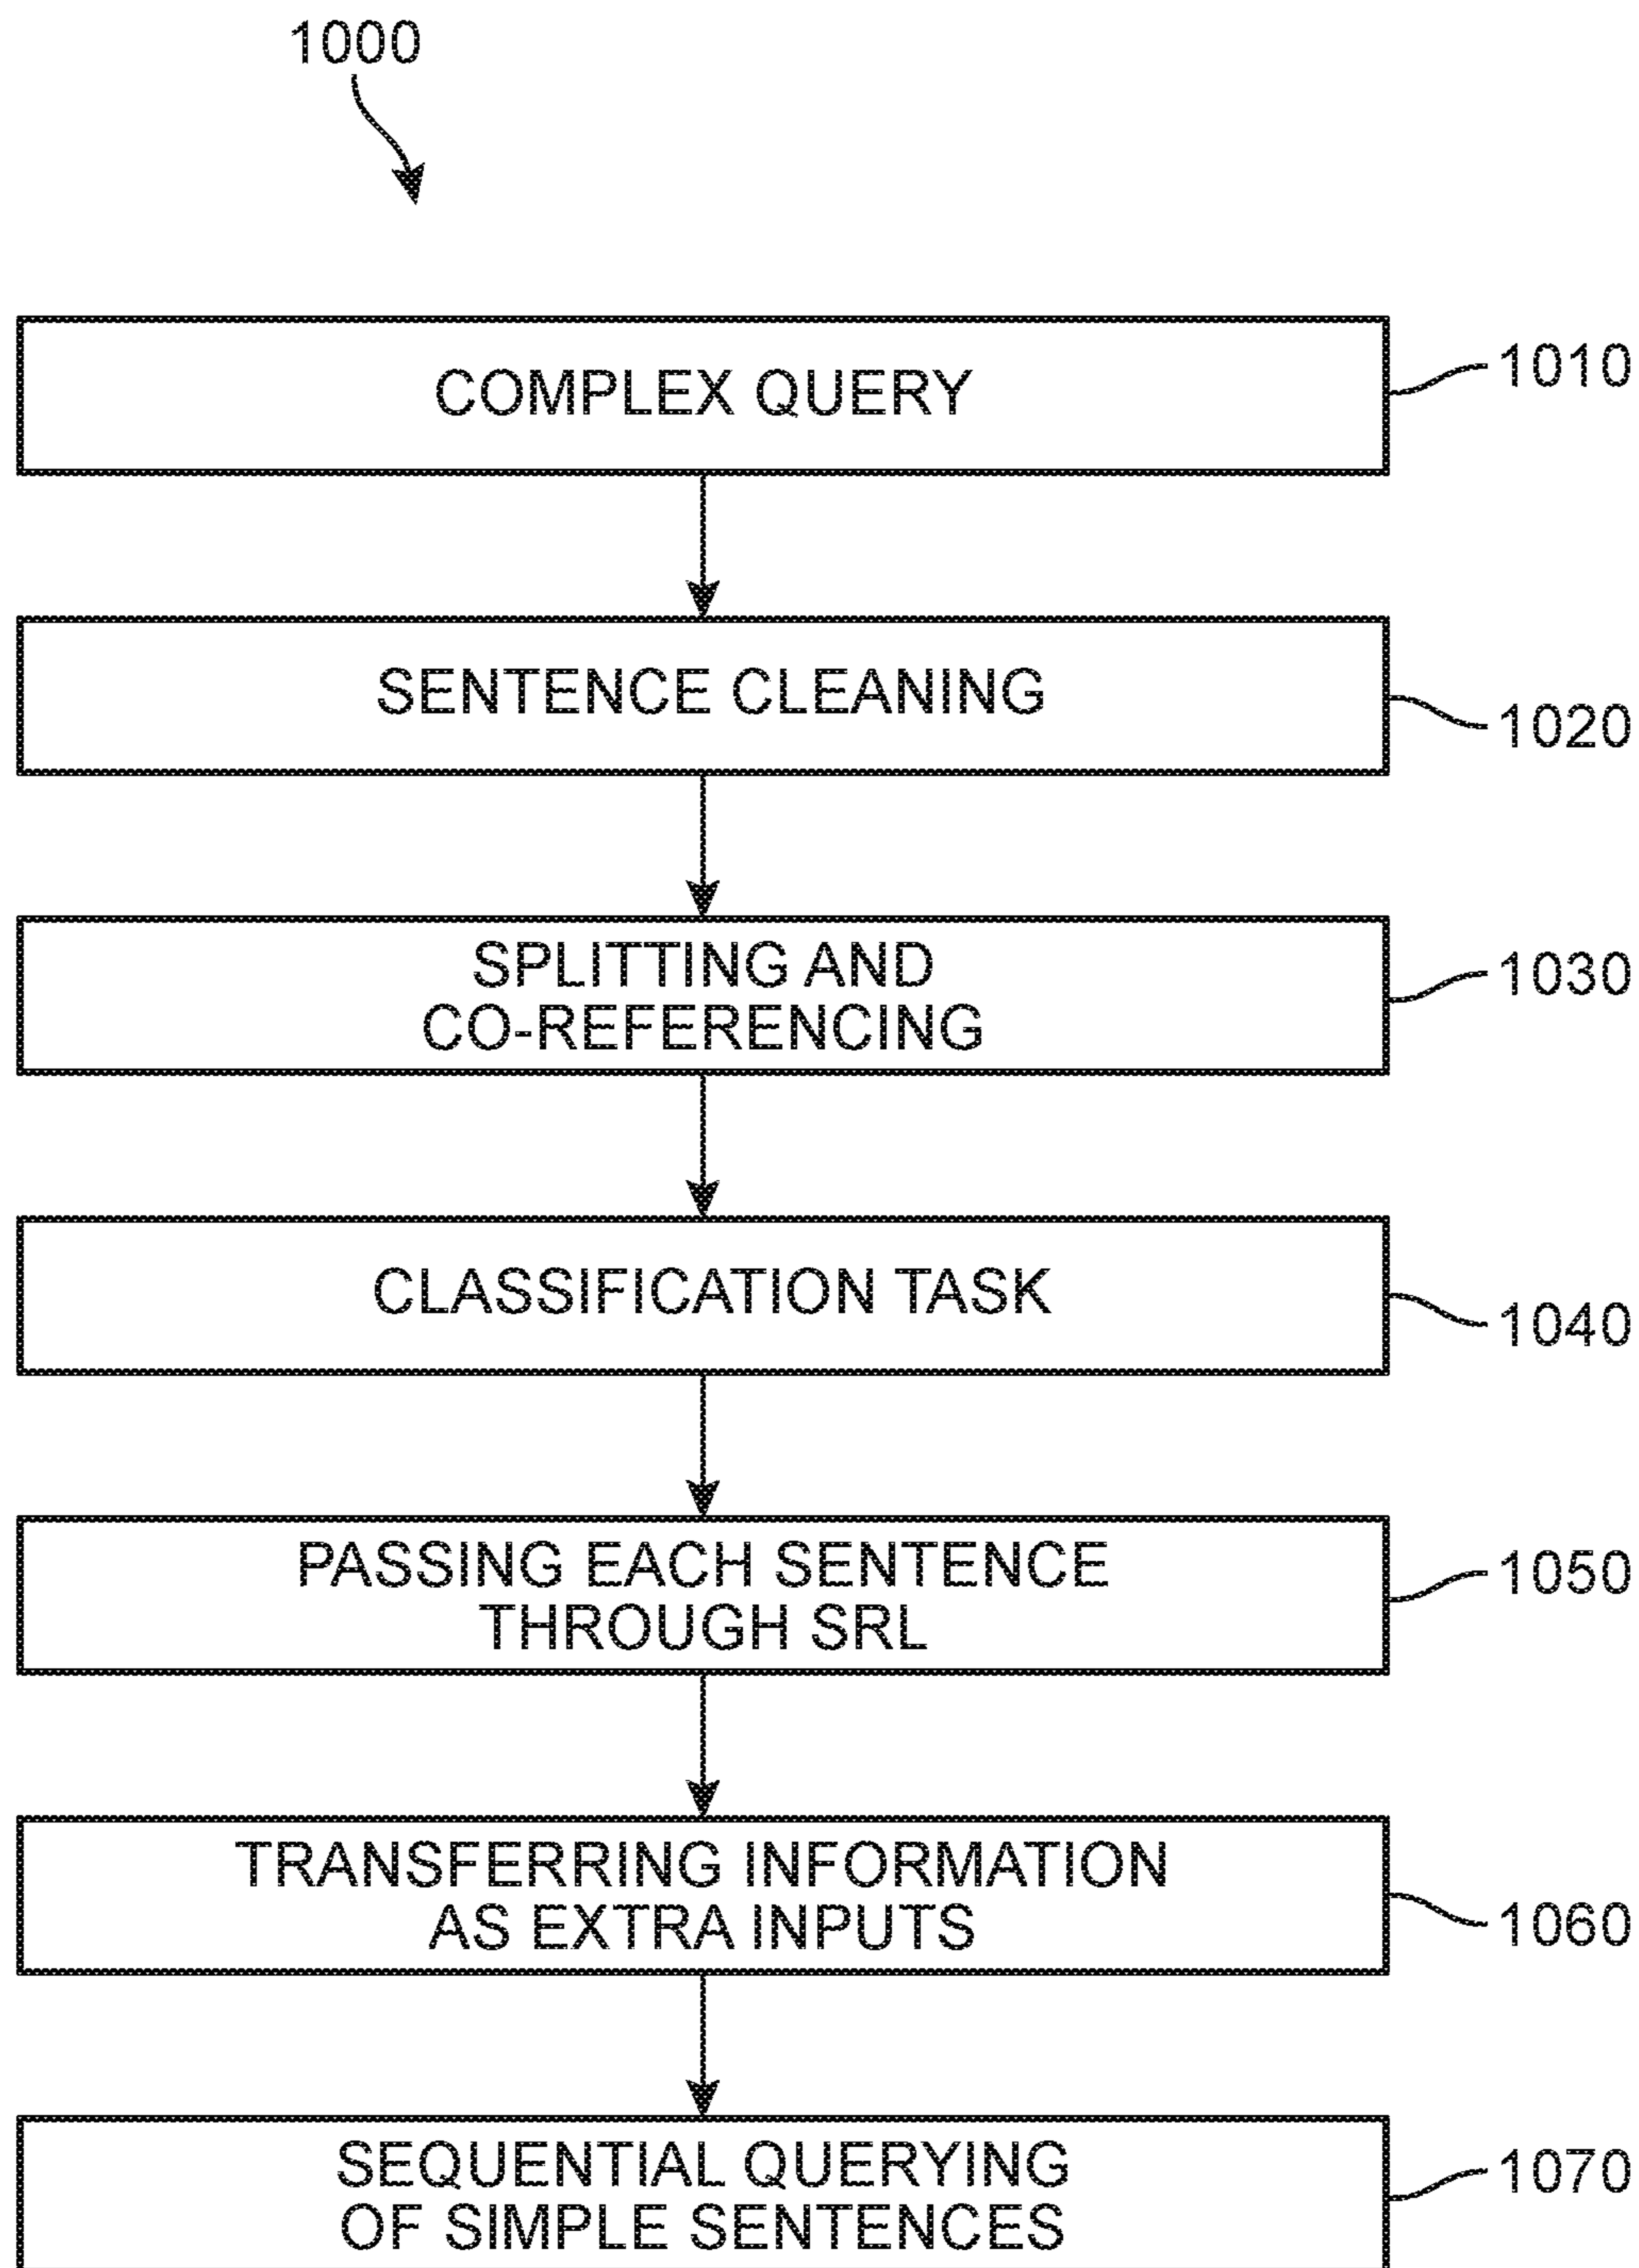 1000
COMPLEX QUERY
1010
SENTENCE CLEANING
1020
SPLITTING AND
CO-REFERENCING
1030
CLASSIFICATION TASK
1040
PASSING EACH SENTENCE
THROUGH SRL
1050
TRANSFERRING INFORMATION
AS EXTRA INPUTS
1060
SEQUENTIAL QUERYING
OF SIMPLE SENTENCES
1070